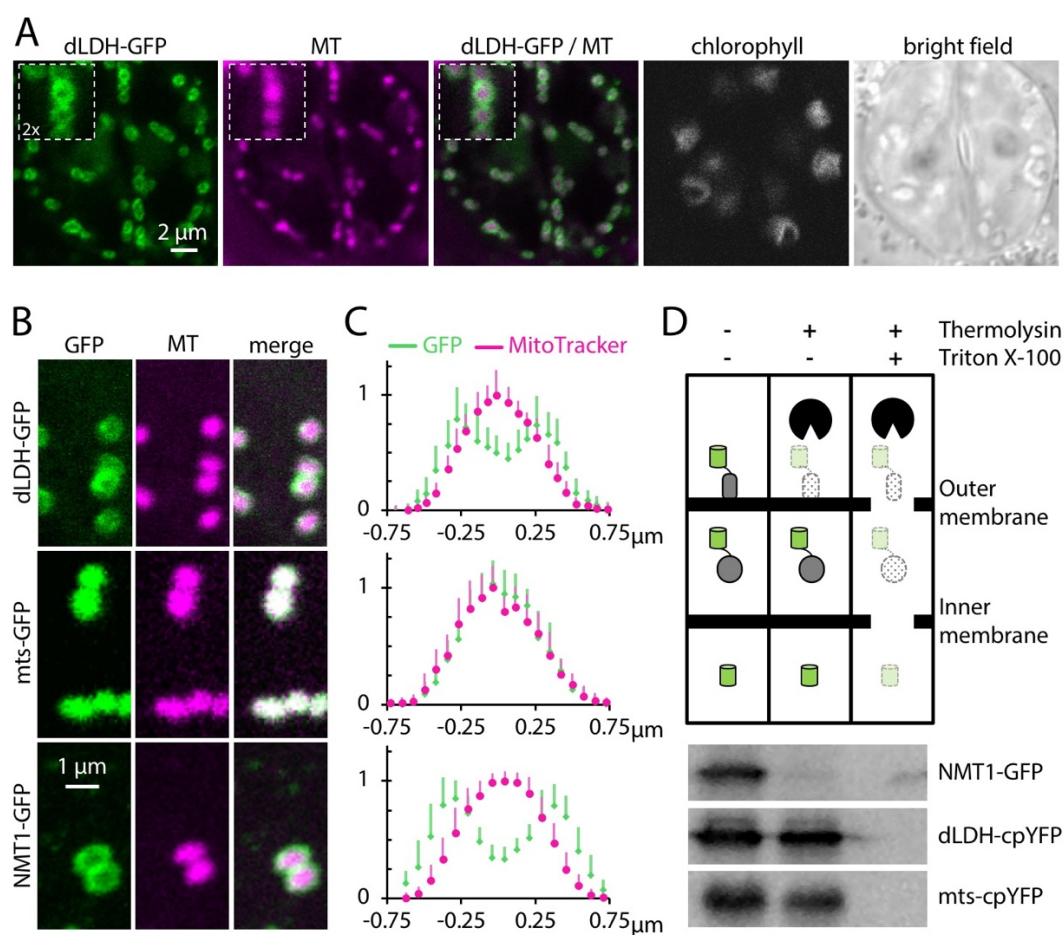 A
dLDH-GFP MT dLDH-GFP / MT chlorophyll bright field
2x
2 µm
B
GFP MT merge
dLDH-GFP
mts-GFP
NMT1-GFP
1 µm
C
GFP MitoTracker
1
0
-0.75 -0.25 0.25 0.75 µm
1
0
-0.75 -0.25 0.25 0.75 µm
1
0
-0.75 -0.25 0.25 0.75 µm
D
- + + Thermolysin
- - + Triton X-100
Outer
membrane
Inner
membrane
NMT1-GFP
dLDH-cpYFP
mts-cpYFP